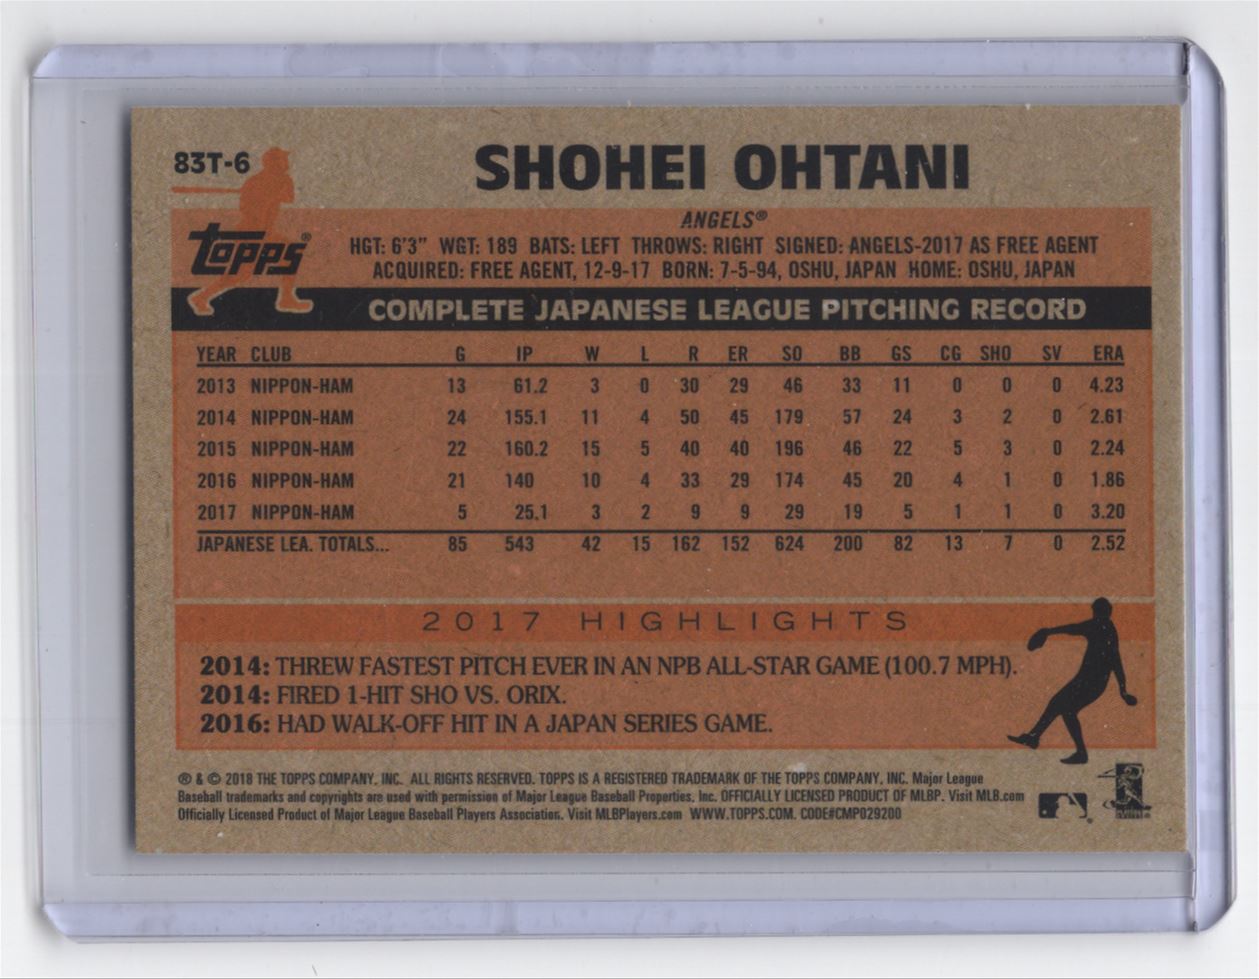 83T-6
SHOHEI OHTANI
topps®
ANGELS®
HGT: 6'3" WGT: 189 BATS: LEFT THROWS: RIGHT SIGNED: ANGELS-2017 AS FREE AGENT
ACQUIRED: FREE AGENT, 12-9-17 BORN: 7-5-94, OSHU, JAPAN HOME: OSHU, JAPAN
COMPLETE JAPANESE LEAGUE PITCHING RECORD
YEAR CLUB G IP W L R ER SO BB GS CG SHO SV ERA
2013 NIPPON-HAM 13 61.2 3 0 30 29 46 33 11 0 0 0 4.23
2014 NIPPON-HAM 24 155.1 11 4 50 45 179 57 24 3 2 0 2.61
2015 NIPPON-HAM 22 160.2 15 5 40 40 196 46 22 5 3 0 2.24
2016 NIPPON-HAM 21 140 10 4 33 29 174 45 20 4 1 0 1.86
2017 NIPPON-HAM 5 25.1 3 2 9 9 29 19 5 1 1 0 3.20
JAPANESE LEA. TOTALS... 85 543 42 15 162 152 624 200 82 13 7 0 2.52
2017 HIGHLIGHTS
2014: THREW FASTEST PITCH EVER IN AN NPB ALL-STAR GAME (100.7 MPH).
2014: FIRED 1-HIT SHO VS. ORIX.
2016: HAD WALK-OFF HIT IN A JAPAN SERIES GAME.
® & © 2018 THE TOPPS COMPANY, INC. ALL RIGHTS RESERVED. TOPPS IS A REGISTERED TRADEMARK OF THE TOPPS COMPANY, INC. Major League
Baseball trademarks and copyrights are used with permission of Major League Baseball Properties, Inc. OFFICIALLY LICENSED PRODUCT OF MLBP. Visit MLB.com
Officially Licensed Product of Major League Baseball Players Association. Visit MLBPlayers.com WWW.TOPPS.COM. CODE#CMP029200